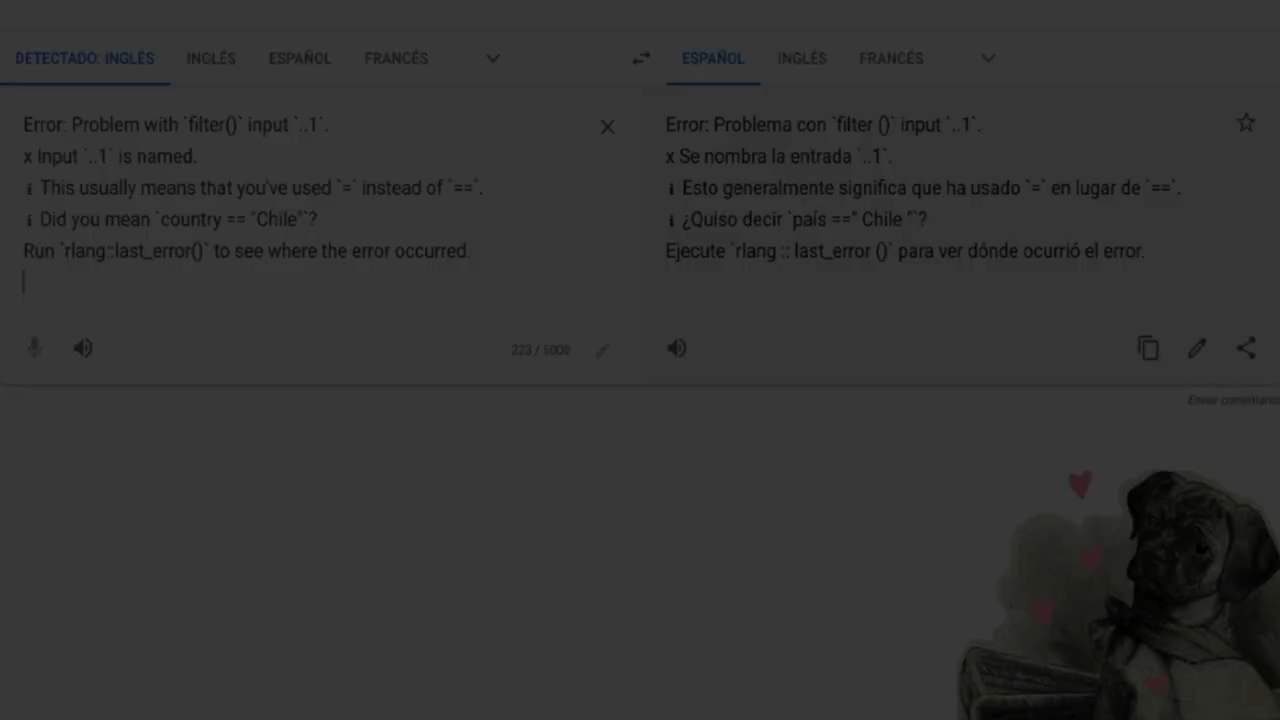 DETECTADO: INGLÉS INGLÉS ESPAÑOL FRANCÉS
Error: Problem with `filter()` input `..1`.
x Input `..1` is named.
i This usually means that you've used `=` instead of `==`.
i Did you mean `country == "Chile"`?
Run `rlang::last_error()` to see where the error occurred.
223 / 5000
ESPAÑOL INGLÉS FRANCÉS
Error: Problema con `filter ()` input `..1`.
x Se nombra la entrada `..1`.
i Esto generalmente significa que ha usado `=` en lugar de `==`.
i ¿Quiso decir `país ==" Chile "`?
Ejecute `rlang :: last_error ()` para ver dónde ocurrió el error.
Enviar comentarios